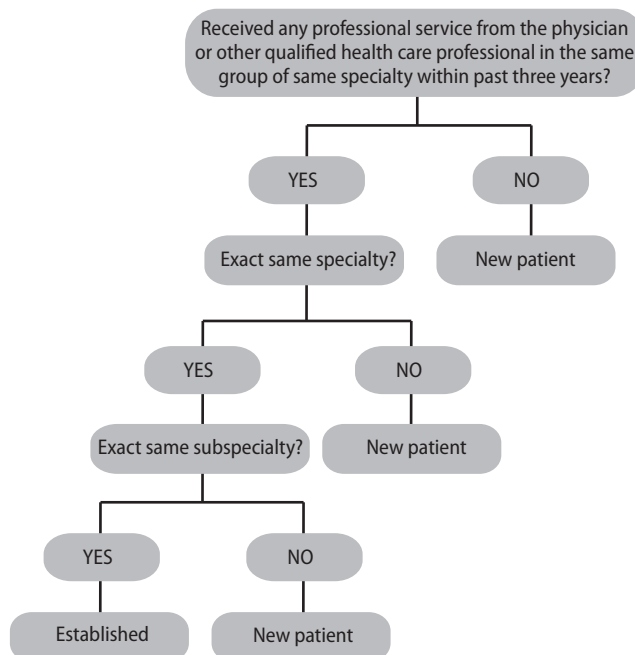 Received any professional service from the physician
or other qualified health care professional in the same
group of same specialty within past three years?
YES
NO
Exact same specialty?
New patient
YES
NO
Exact same subspecialty?
New patient
YES
NO
Established
New patient